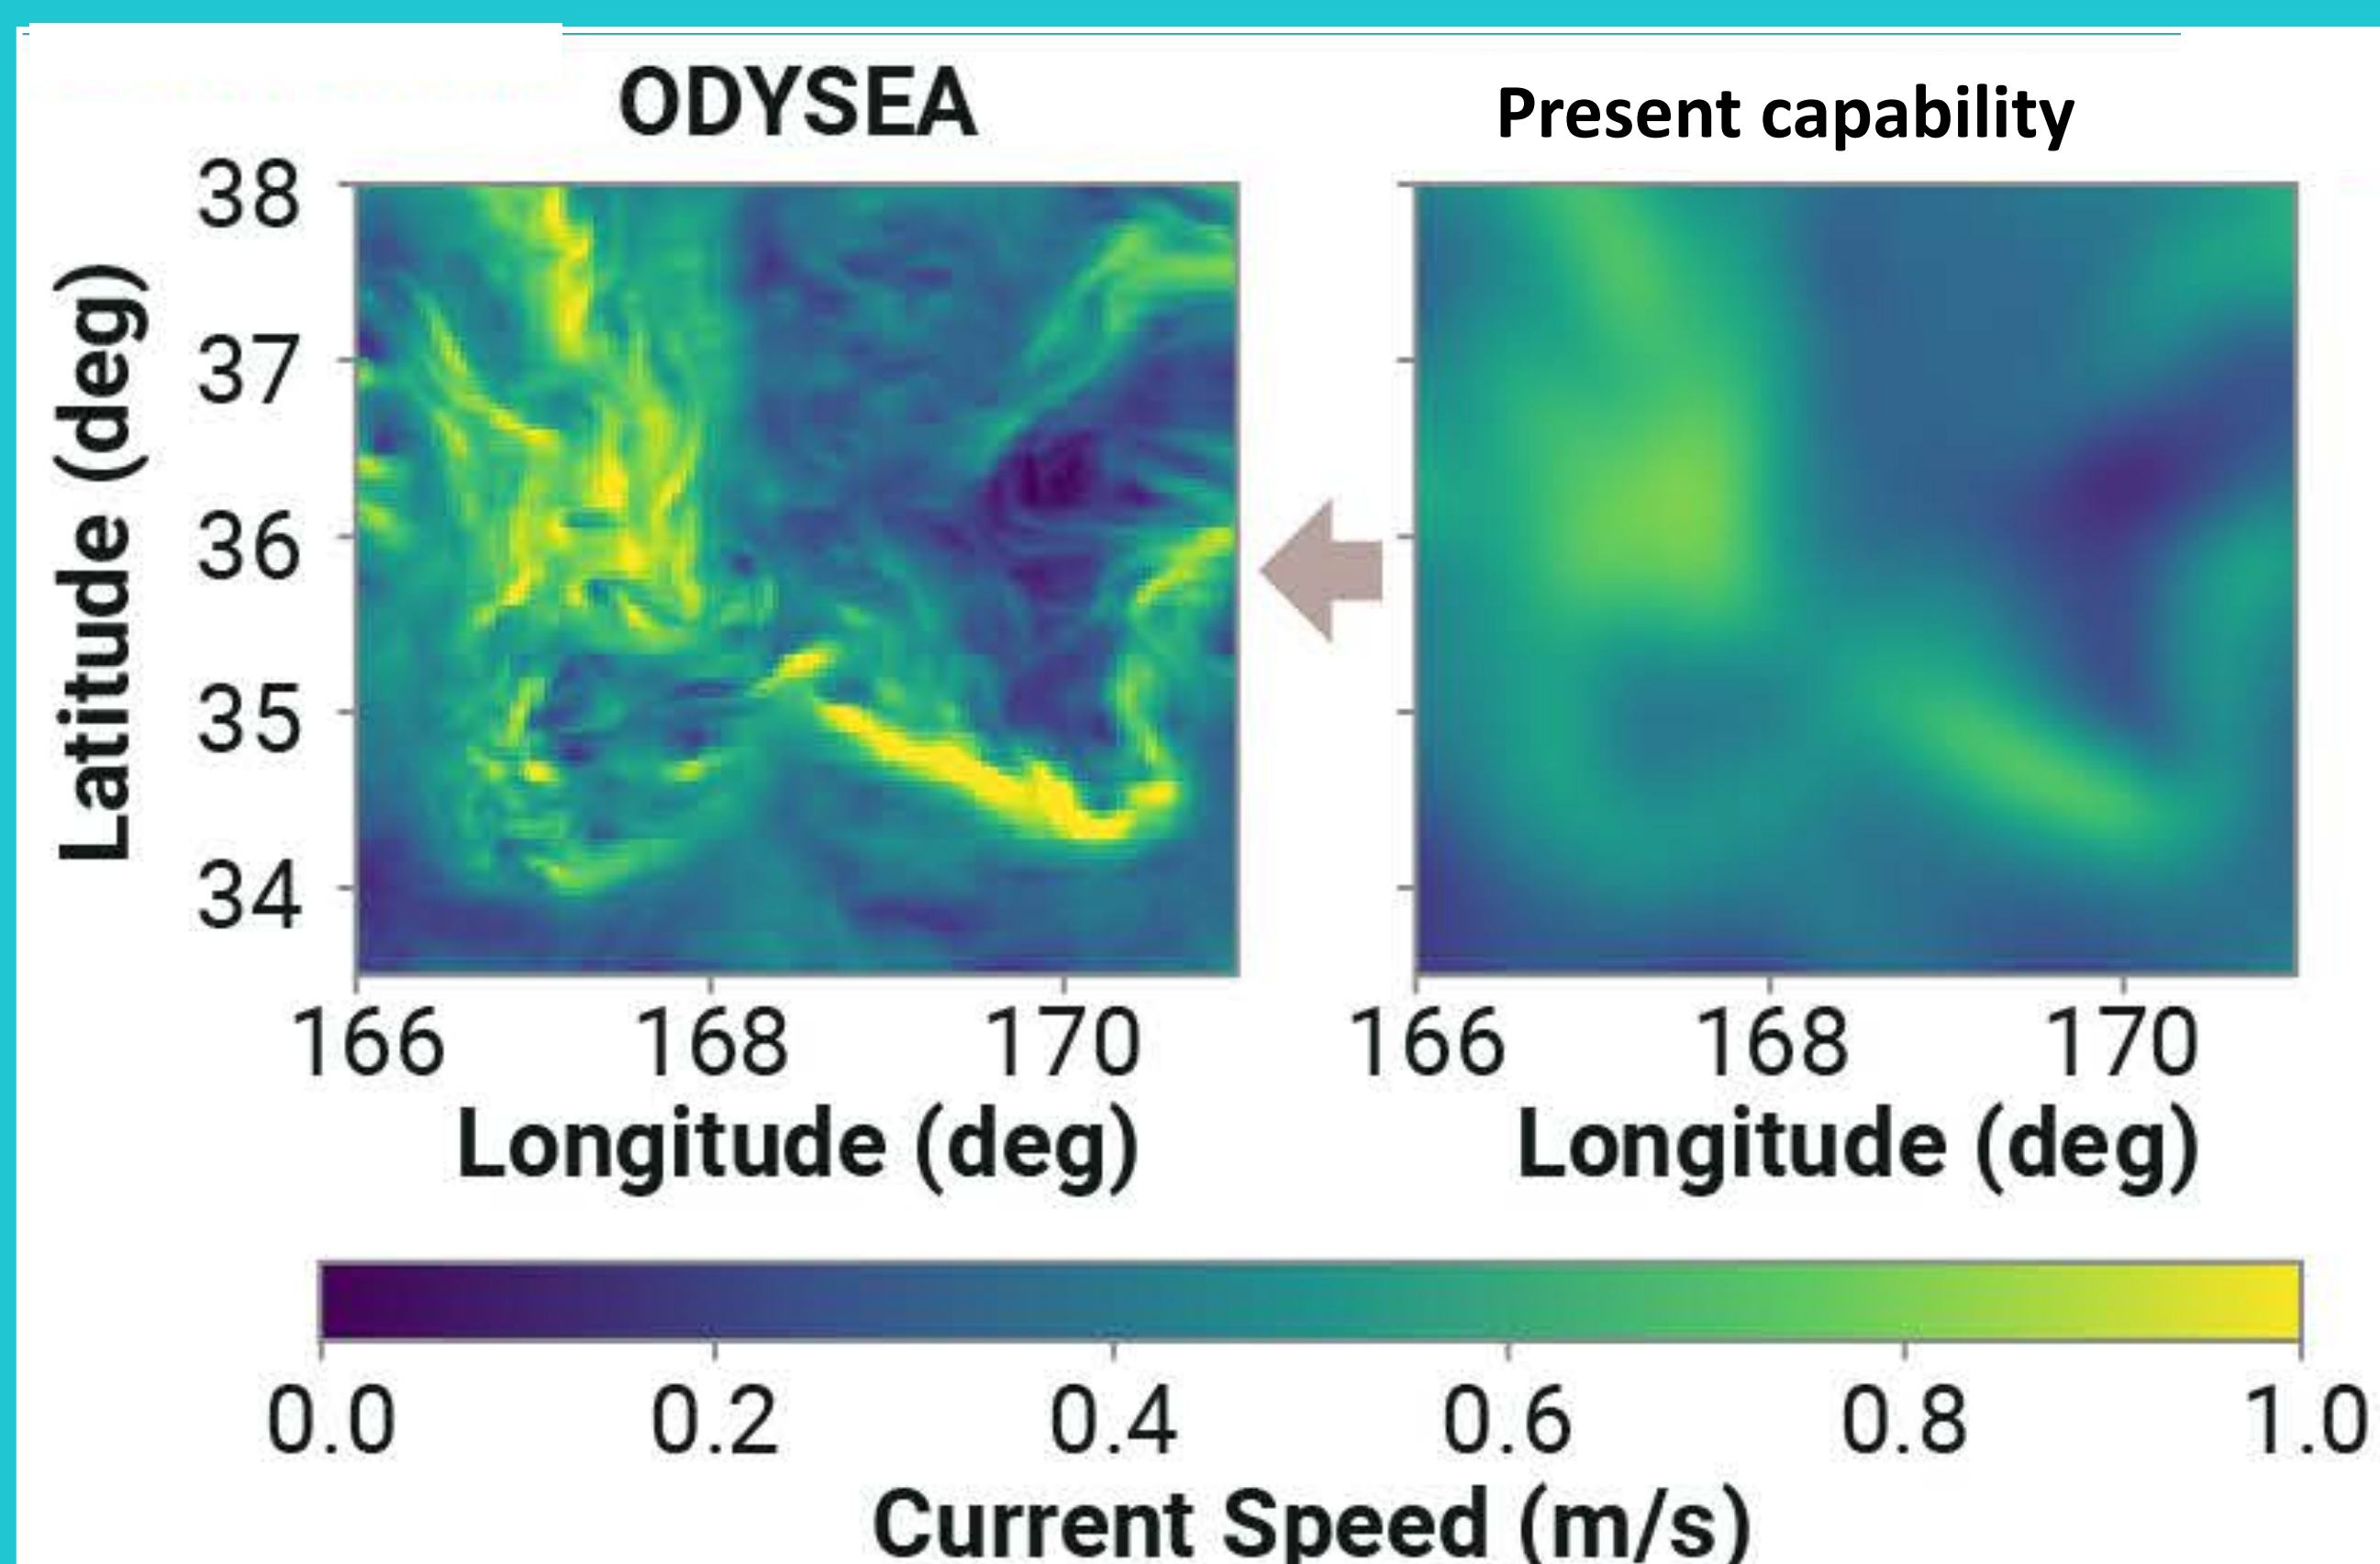 ODYSEA
Present capability
Latitude (deg)
38
37
36
35
34
166 168 170
166 168 170
Longitude (deg)
Longitude (deg)
0.0 0.2 0.4 0.6 0.8 1.0
Current Speed (m/s)